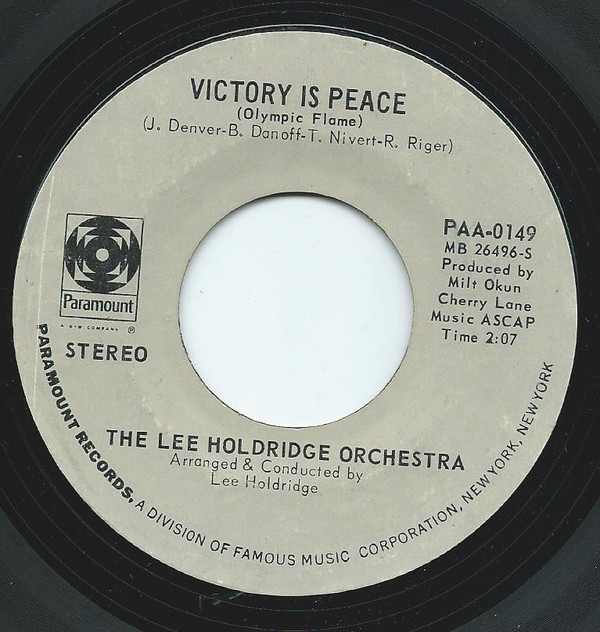 VICTORY IS PEACE
(Olympic Flame)
(J. Denver-B. Danoff-T. Nivert-R. Riger)
Paramount
A G+W COMPANY ®
STEREO
PAA-0149
MB 26496-S
Produced by
Milt Okun
Cherry Lane
Music ASCAP
Time 2:07
THE LEE HOLDRIDGE ORCHESTRA
Arranged & Conducted by
Lee Holdridge
PARAMOUNT RECORDS, A DIVISION OF FAMOUS MUSIC CORPORATION, NEW YORK, NEW YORK